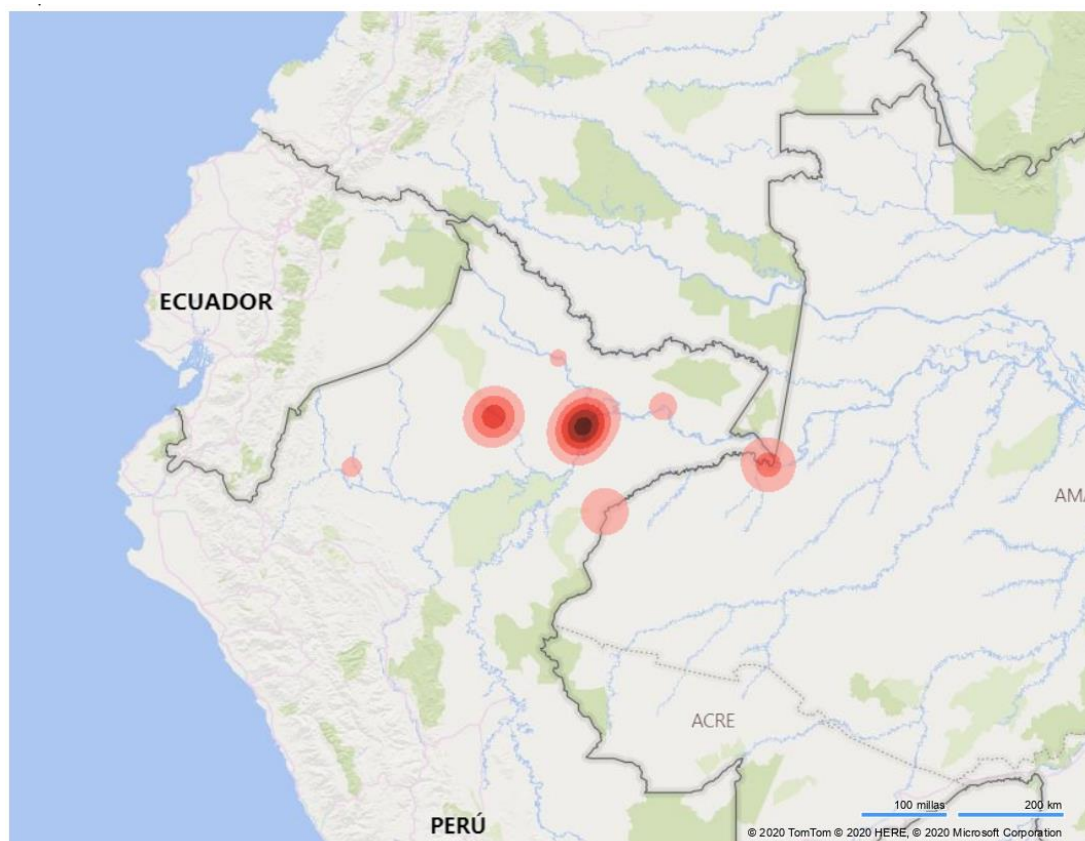 ECUADOR
AMA
ACRE
PERÚ
100 millas 200 km
© 2020 TomTom © 2020 HERE, © 2020 Microsoft Corporation